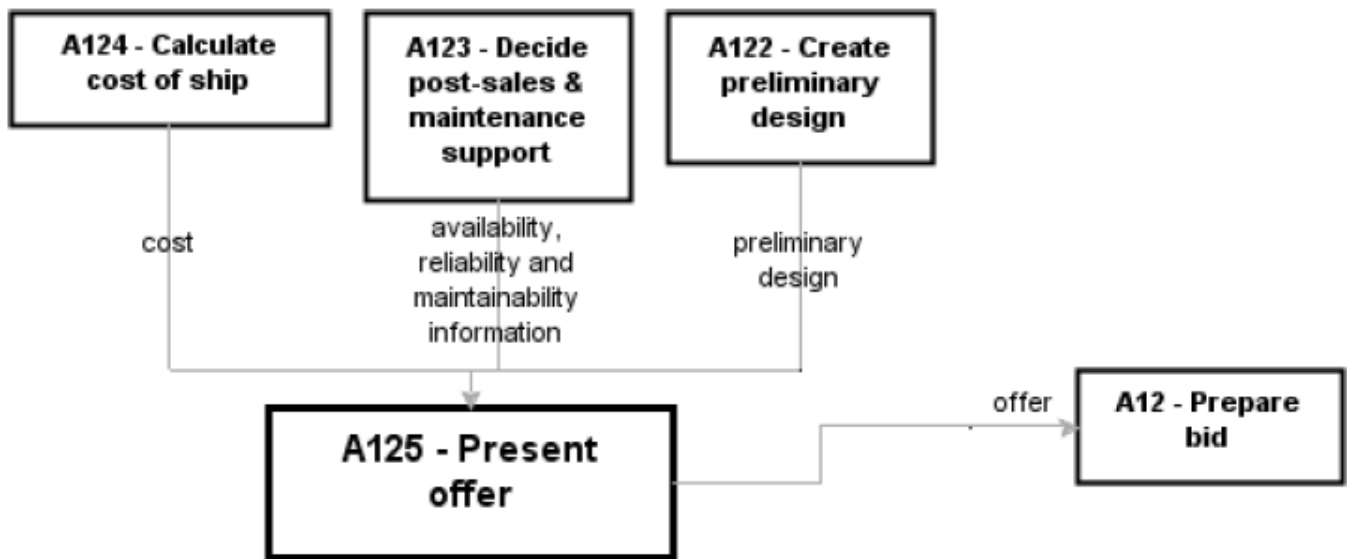 A124 - Calculate
cost of ship
A123 - Decide
post-sales &
maintenance
support
A122 - Create
preliminary
design
cost
availability,
reliability and
maintainability
information
preliminary
design
A125 - Present
offer
offer
A12 - Prepare
bid